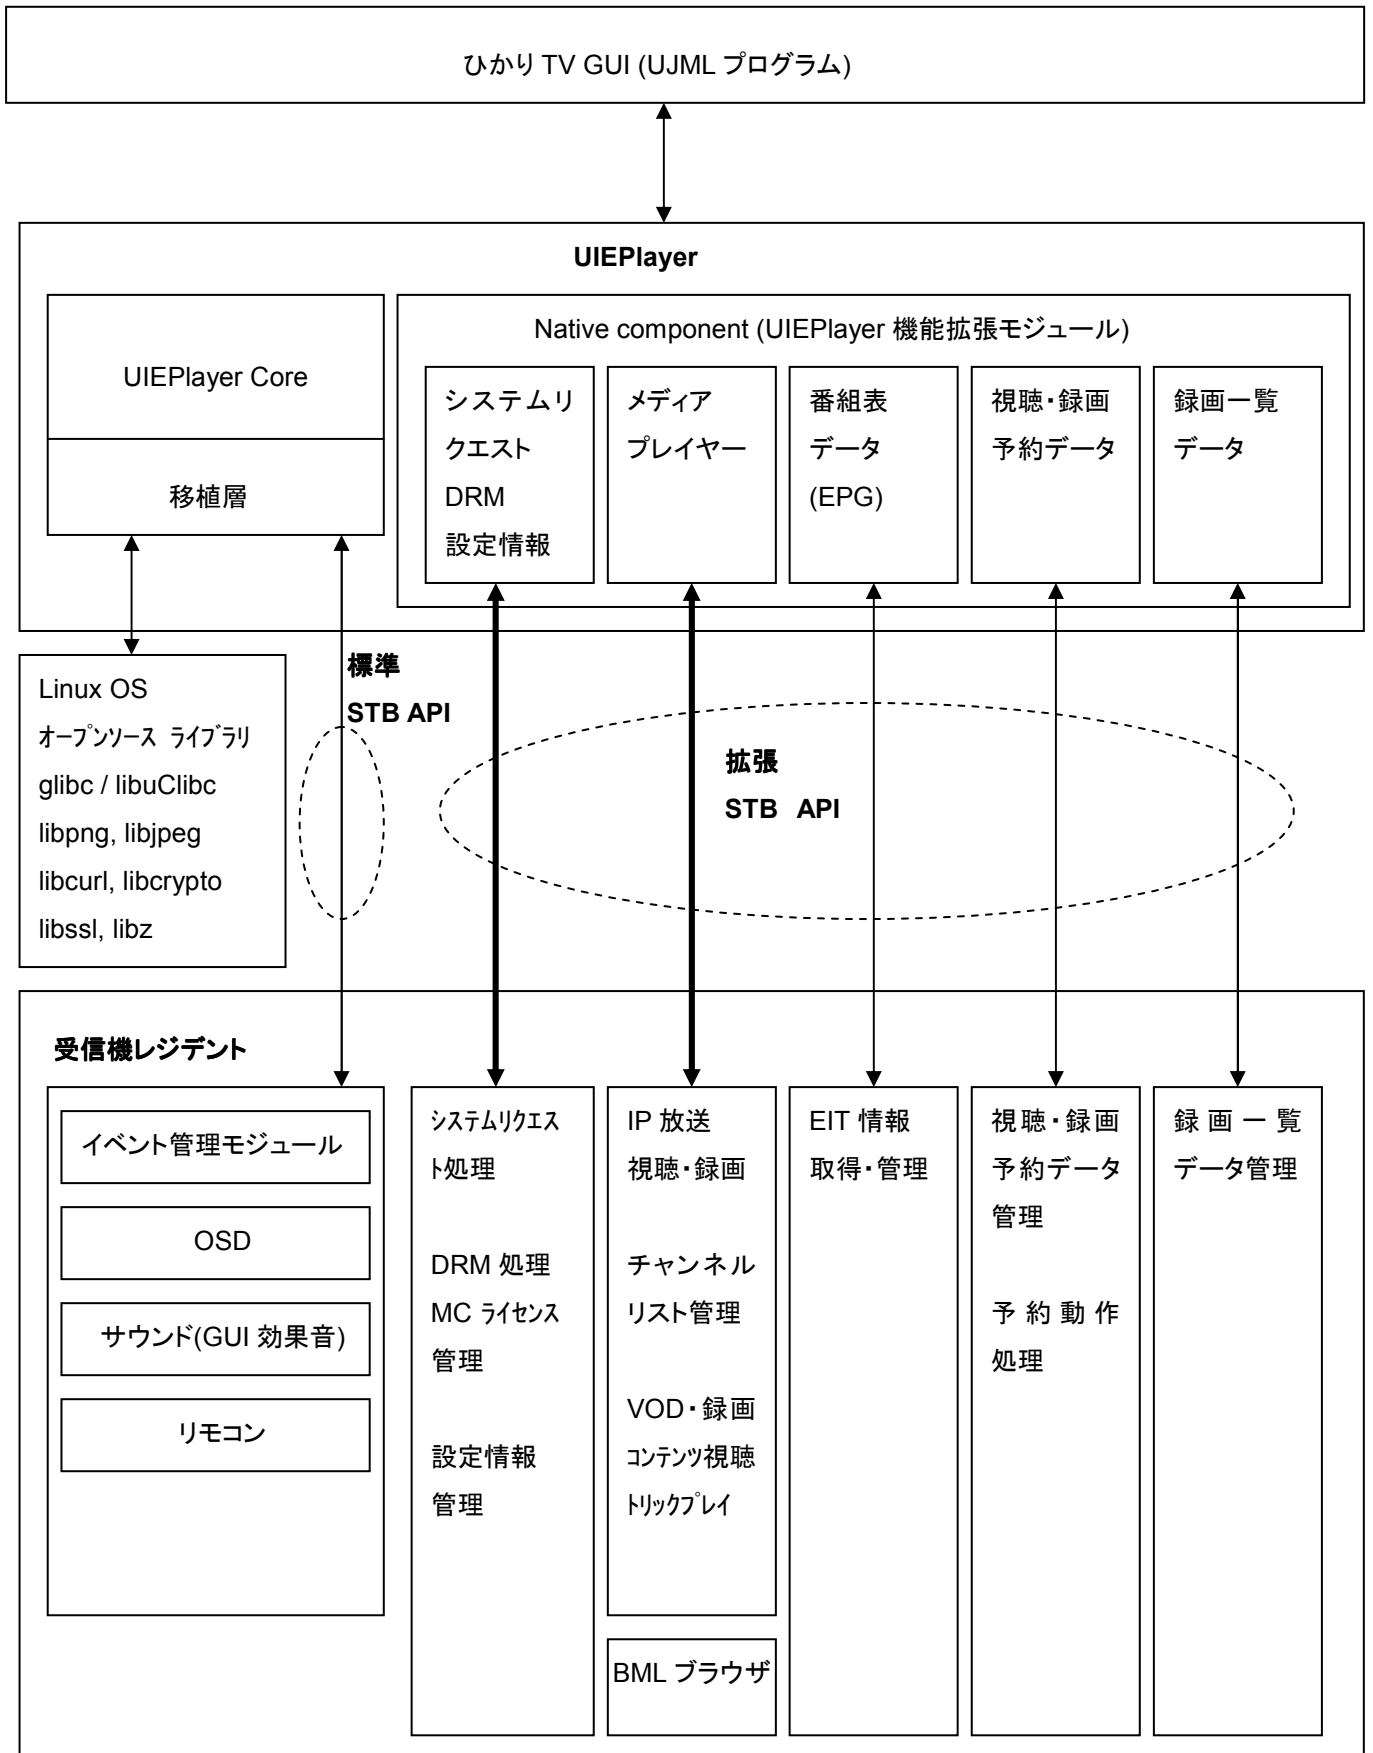 ひかり TV GUI (UJML プログラム)
UIEPlayer
UIEPlayer Core
移植層
Native component (UIEPlayer 機能拡張モジュール)
システムリ
クエスト
DRM
設定情報
メディア
プレイヤー
番組表
データ
(EPG)
視聴・録画
予約データ
録画一覧
データ
Linux OS
ｵｰﾌﾟﾝｿｰｽ ﾗｲﾌﾞﾗﾘ
glibc / libuClibc
libpng, libjpeg
libcurl, libcrypto
libssl, libz
標準
STB API
拡張
STB API
受信機レジデント
イベント管理モジュール
OSD
サウンド(GUI 効果音)
リモコン
ｼｽﾃﾑﾘｸｴｽ
ﾄ処理
DRM 処理
MC ﾗｲｾﾝｽ
管理
設定情報
管理
IP 放送
視聴・録画
チャンネル
リスト管理
VOD・録画
ｺﾝﾃﾝﾂ視聴
ﾄﾘｯｸﾌﾟﾚｲ
BML ブラウザ
EIT 情報
取得・管理
視聴・録画
予約データ
管理
予約動作
処理
録画一覧
データ管理